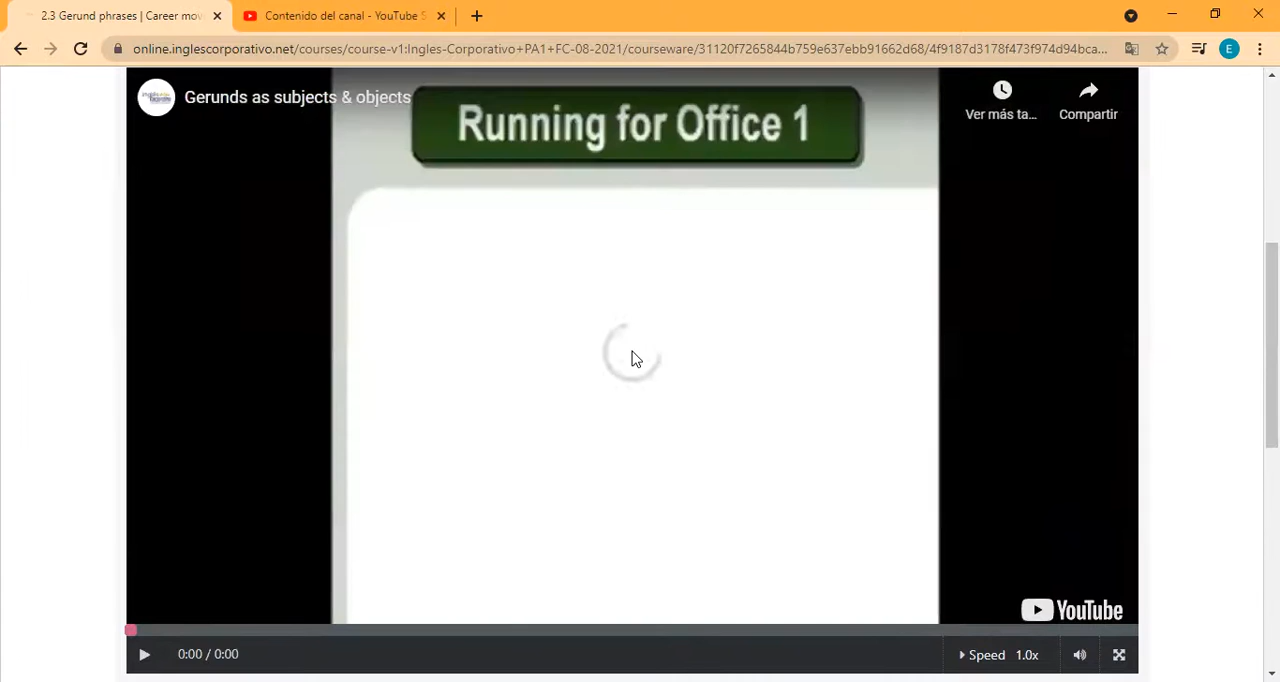 2.3 Gerund phrases | Career mov
Contenido del canal - YouTube S
E
online.inglescorporativo.net/courses/course-v1:Ingles-Corporativo+PA1+FC-08-2021/courseware/31120f7265844b759e637ebb91662d68/4f9187d3178f473f974d94bca...
Gerunds as subjects & objects
Ver más ta...
Compartir
Running for Office 1
YouTube
0:00 / 0:00
Speed 1.0x